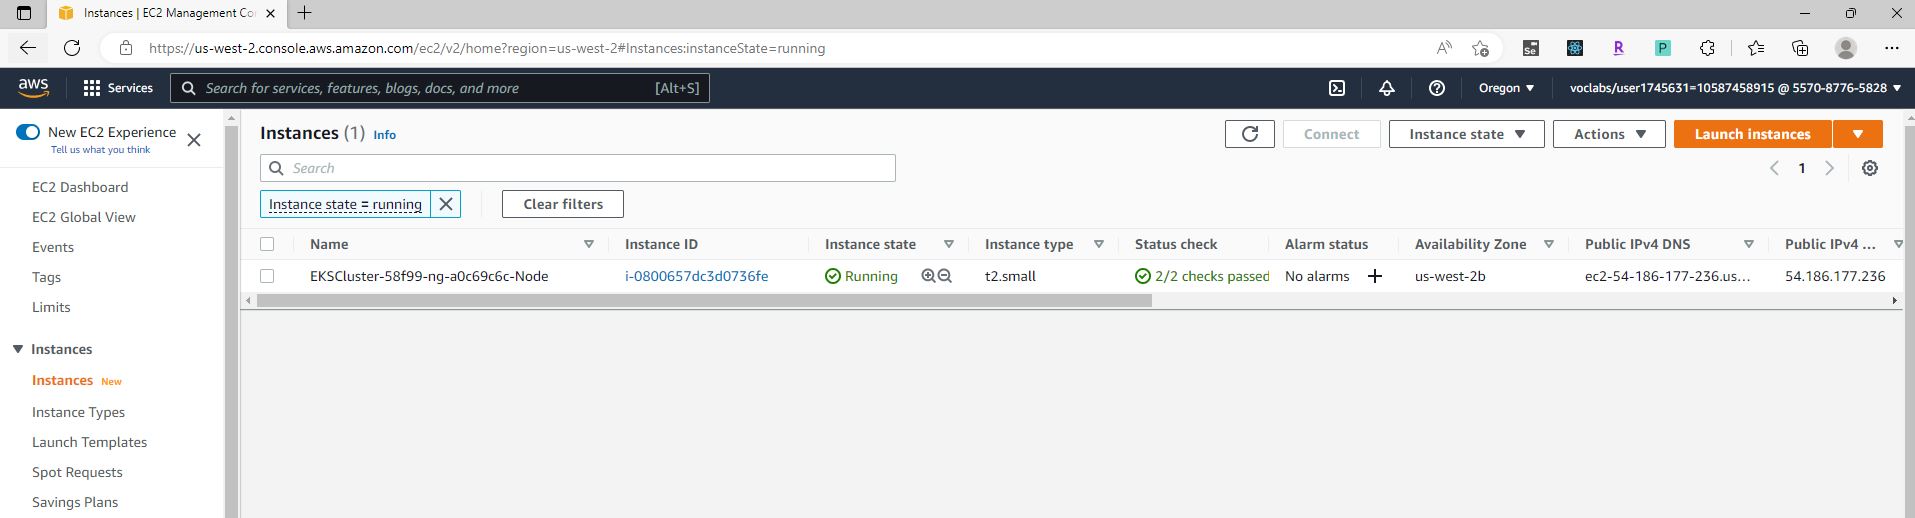 Instances | EC2 Management Co
https://us-west-2.console.aws.amazon.com/ec2/v2/home?region=us-west-2#Instances:instanceState=running
aws Services Search for services, features, blogs, docs, and more [Alt+S] Oregon voclabs/user1745631=10587458915 @ 5570-8776-5828
New EC2 Experience
Tell us what you think
EC2 Dashboard
EC2 Global View
Events
Tags
Limits
Instances
Instances New
Instance Types
Launch Templates
Spot Requests
Savings Plans
Instances (1) Info Connect Instance state Actions Launch instances
Search 1
Instance state = running Clear filters
Name Instance ID Instance state Instance type Status check Alarm status Availability Zone Public IPv4 DNS Public IPv4 ...
EKSCluster-58f99-ng-a0c69c6c-Node i-0800657dc3d0736fe Running t2.small 2/2 checks passed No alarms us-west-2b ec2-54-186-177-236.us... 54.186.177.236